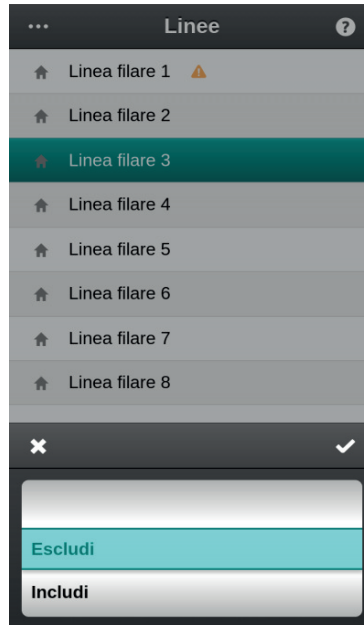 Linee
Linea filare 1
Linea filare 2
Linea filare 3
Linea filare 4
Linea filare 5
Linea filare 6
Linea filare 7
Linea filare 8
Escludi
Includi